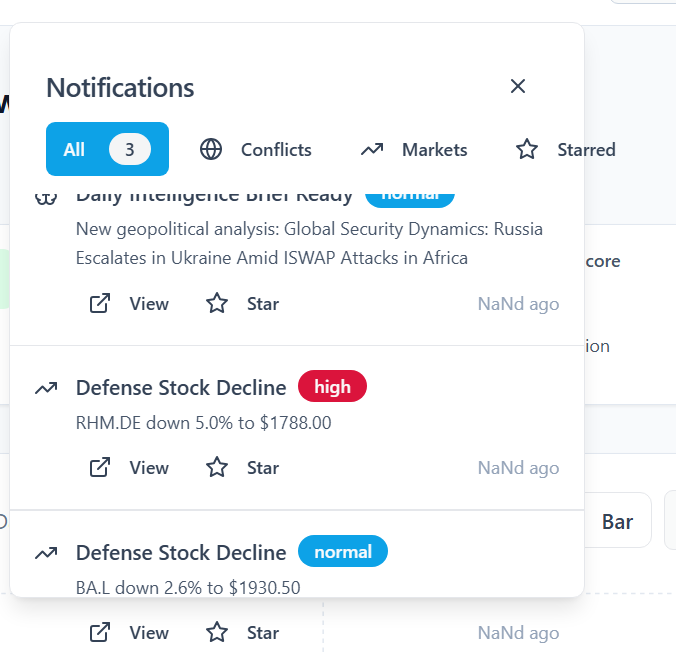 Notifications
All 3 Conflicts Markets Starred
Daily Intelligence Brief Ready normal
New geopolitical analysis: Global Security Dynamics: Russia
Escalates in Ukraine Amid ISWAP Attacks in Africa
core
View Star NaNd ago
ion
Defense Stock Decline high
RHM.DE down 5.0% to $1788.00
View Star NaNd ago
Bar
Defense Stock Decline normal
BA.L down 2.6% to $1930.50
View Star NaNd ago